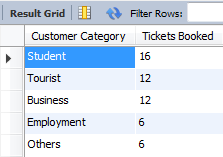 Result Grid Filter Rows:
Customer Category Tickets Booked
Student 16
Tourist 12
Business 12
Employment 6
Others 6